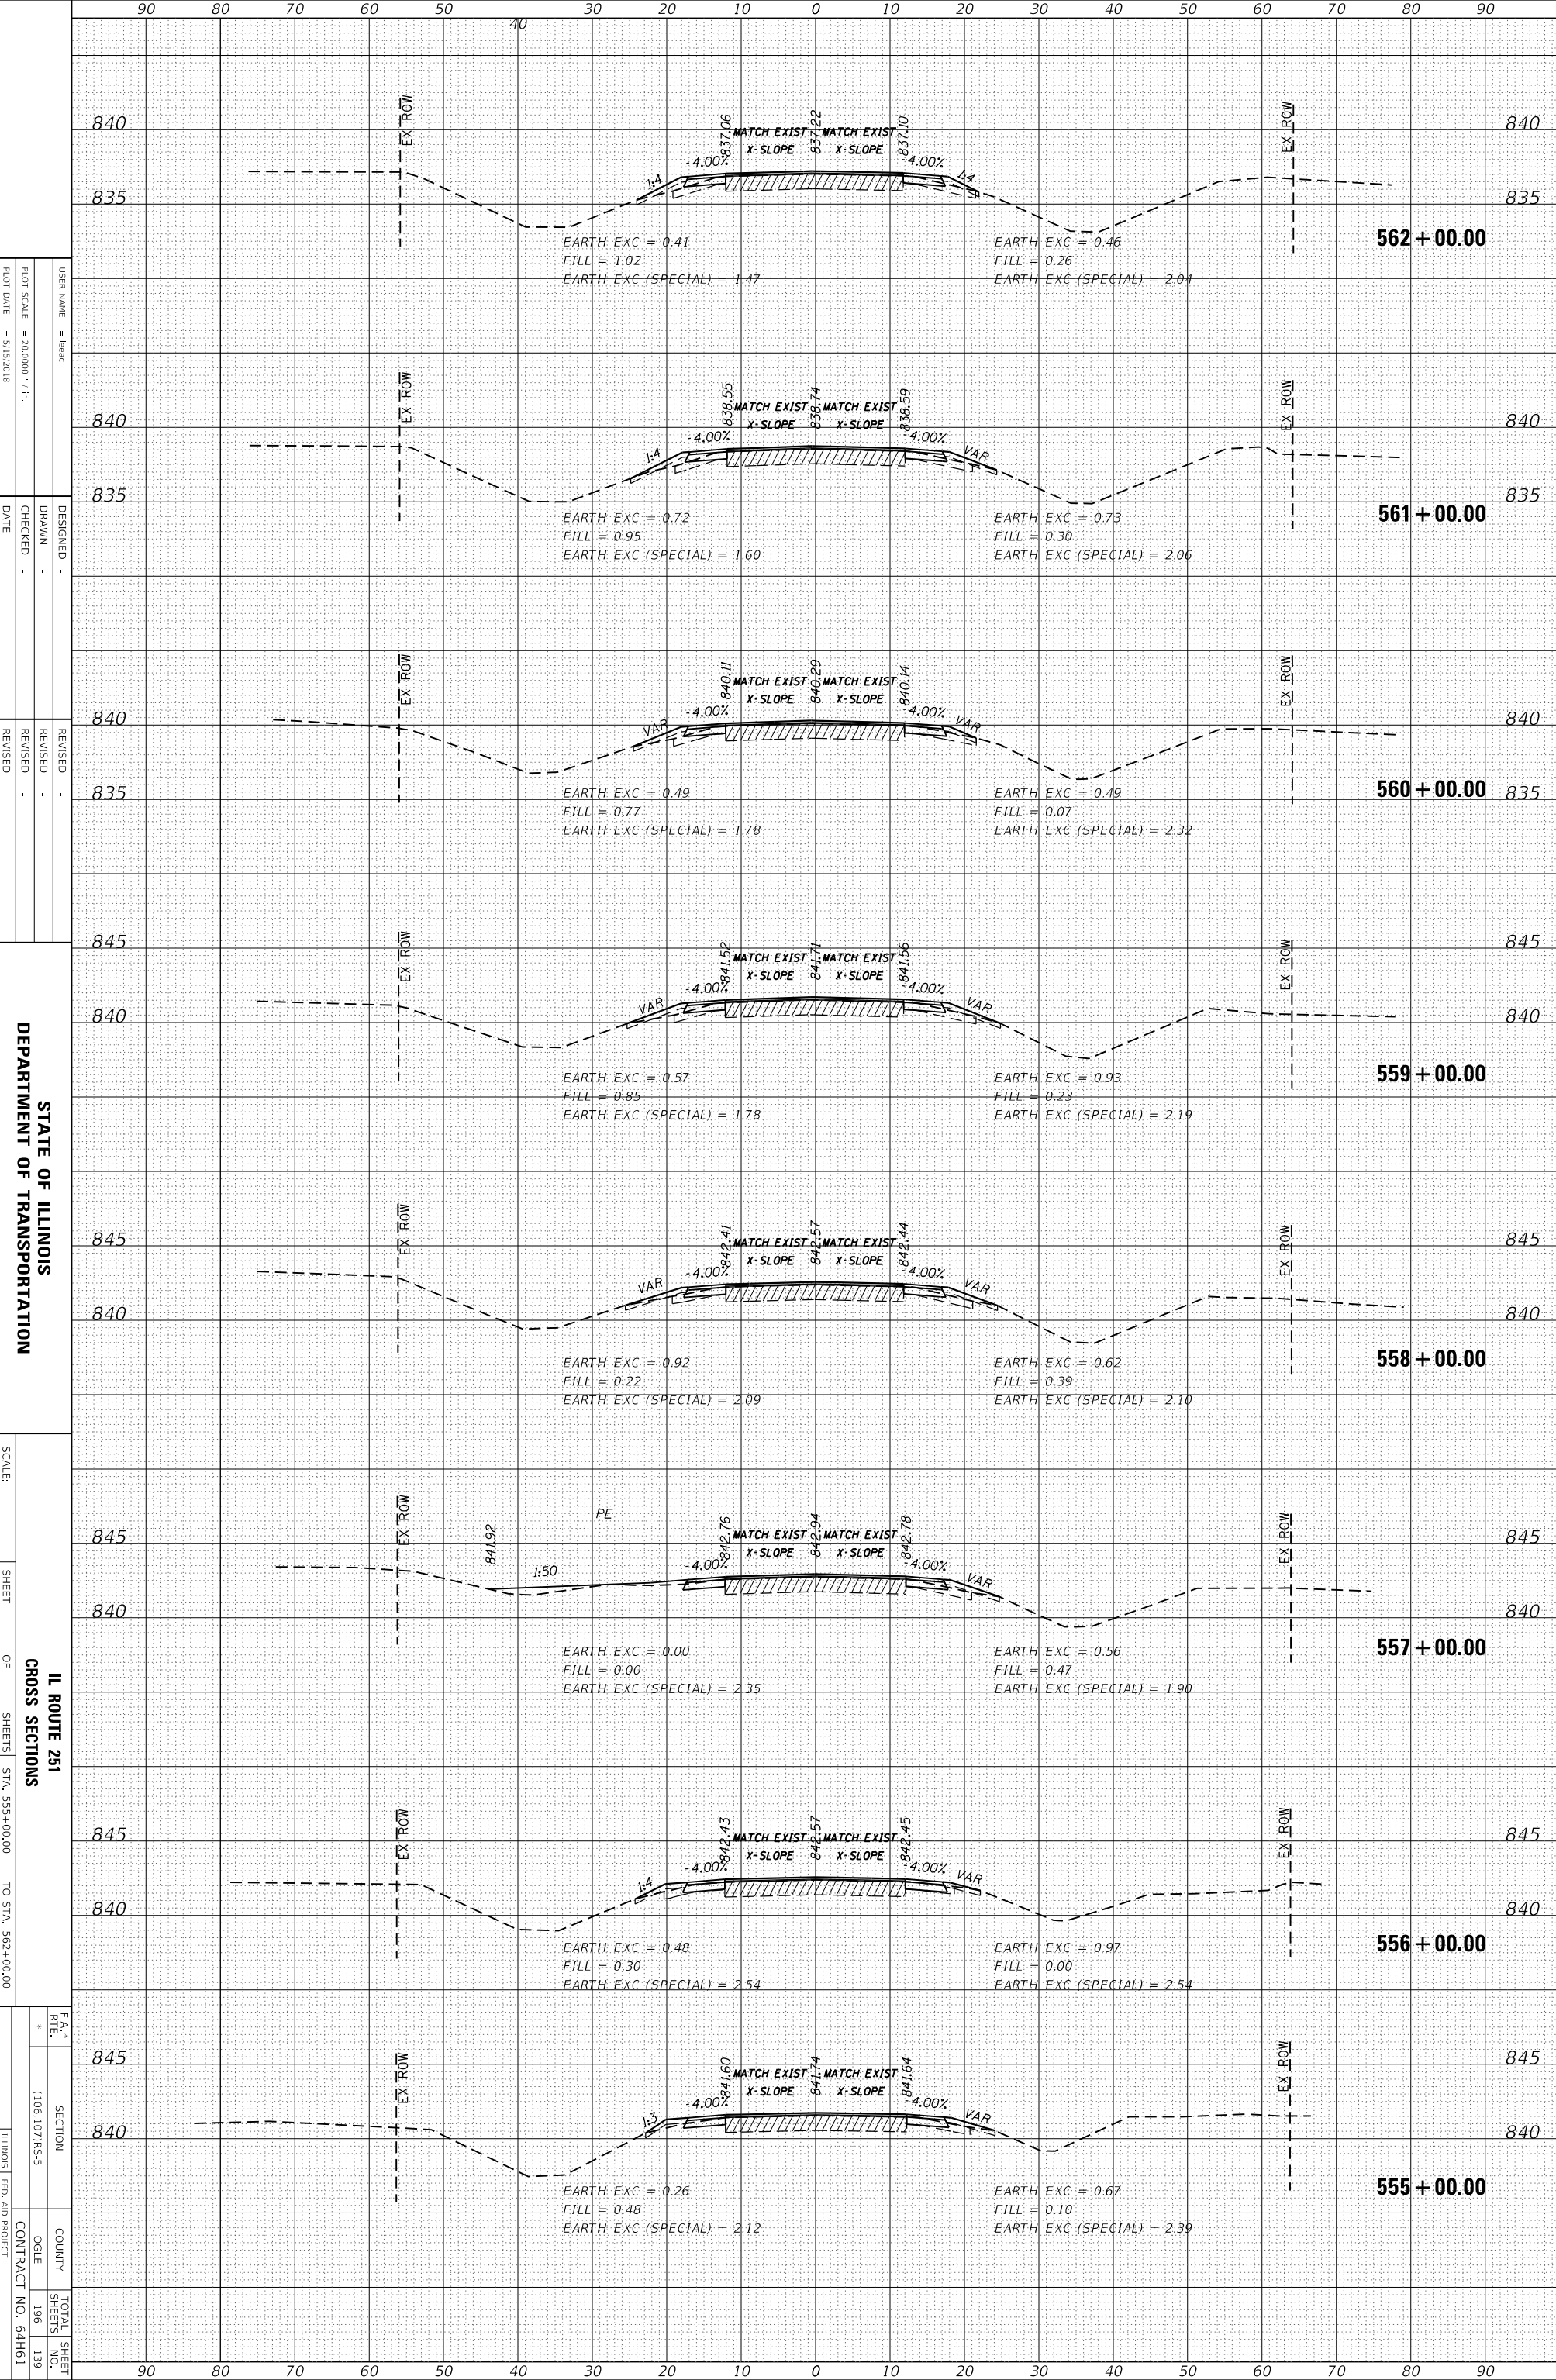 90 80 70 60 50 40 30 20 10 0 10 20 30 40 50 60 70 80 90
40
840 840
EX ROW EX ROW
837.06 MATCH EXIST 837.22 MATCH EXIST 837.10
X-SLOPE X-SLOPE
1:4 -4.00% -4.00% 1:4
835 835
562+00.00
EARTH EXC = 0.41 EARTH EXC = 0.46
FILL = 1.02 FILL = 0.26
EARTH EXC (SPECIAL) = 1.47 EARTH EXC (SPECIAL) = 2.04
EX ROW EX ROW
838.55 MATCH EXIST 838.74 MATCH EXIST 838.59
840 X-SLOPE X-SLOPE 840
1:4 -4.00% -4.00% VAR
835 835
561+00.00
EARTH EXC = 0.72 EARTH EXC = 0.73
FILL = 0.95 FILL = 0.30
EARTH EXC (SPECIAL) = 1.60 EARTH EXC (SPECIAL) = 2.06
EX ROW EX ROW
840.11 MATCH EXIST 840.29 MATCH EXIST 840.14
X-SLOPE X-SLOPE
840 VAR -4.00% -4.00% VAR 840
560+00.00
835 835
EARTH EXC = 0.49 EARTH EXC = 0.49
FILL = 0.77 FILL = 0.07
EARTH EXC (SPECIAL) = 1.78 EARTH EXC (SPECIAL) = 2.32
845 845
EX ROW EX ROW
841.52 MATCH EXIST 841.71 MATCH EXIST 841.56
X-SLOPE X-SLOPE
VAR -4.00% -4.00% VAR
840 840
559+00.00
EARTH EXC = 0.57 EARTH EXC = 0.93
FILL = 0.85 FILL = 0.23
EARTH EXC (SPECIAL) = 1.78 EARTH EXC (SPECIAL) = 2.19
845 845
EX ROW EX ROW
842.41 MATCH EXIST 842.57 MATCH EXIST 842.44
X-SLOPE X-SLOPE
VAR -4.00% -4.00% VAR
840 840
558+00.00
EARTH EXC = 0.92 EARTH EXC = 0.62
FILL = 0.22 FILL = 0.39
EARTH EXC (SPECIAL) = 2.09 EARTH EXC (SPECIAL) = 2.10
PE
845 845
EX ROW EX ROW
841.92 842.76 MATCH EXIST 842.94 MATCH EXIST 842.78
X-SLOPE X-SLOPE
1:50 -4.00% -4.00% VAR
840 840
557+00.00
EARTH EXC = 0.00 EARTH EXC = 0.56
FILL = 0.00 FILL = 0.47
EARTH EXC (SPECIAL) = 2.35 EARTH EXC (SPECIAL) = 1.90
845 845
EX ROW EX ROW
842.43 MATCH EXIST 842.57 MATCH EXIST 842.45
X-SLOPE X-SLOPE
1:4 -4.00% -4.00% VAR
840 840
556+00.00
EARTH EXC = 0.48 EARTH EXC = 0.97
FILL = 0.30 FILL = 0.00
EARTH EXC (SPECIAL) = 2.54 EARTH EXC (SPECIAL) = 2.54
845 845
EX ROW EX ROW
841.60 MATCH EXIST 841.74 MATCH EXIST 841.64
X-SLOPE X-SLOPE
1:3 -4.00% -4.00% VAR
840 840
555+00.00
EARTH EXC = 0.26 EARTH EXC = 0.67
FILL = 0.48 FILL = 0.10
EARTH EXC (SPECIAL) = 2.12 EARTH EXC (SPECIAL) = 2.39
90 80 70 60 50 40 30 20 10 0 10 20 30 40 50 60 70 80 90
USER NAME = leeac
PLOT SCALE = 20.0000 ' / in.
PLOT DATE = 5/15/2018
DESIGNED -
DRAWN -
CHECKED -
DATE -
REVISED -
REVISED -
REVISED -
REVISED -
STATE OF ILLINOIS
DEPARTMENT OF TRANSPORTATION
IL ROUTE 251
CROSS SECTIONS
SCALE: SHEET OF SHEETS STA. 555+00.00 TO STA. 562+00.00
F.A.*. RTE. SECTION COUNTY TOTAL SHEETS SHEET NO.
* (106,107)RS-5 OGLE 196 139
CONTRACT NO. 64H61
ILLINOIS FED. AID PROJECT